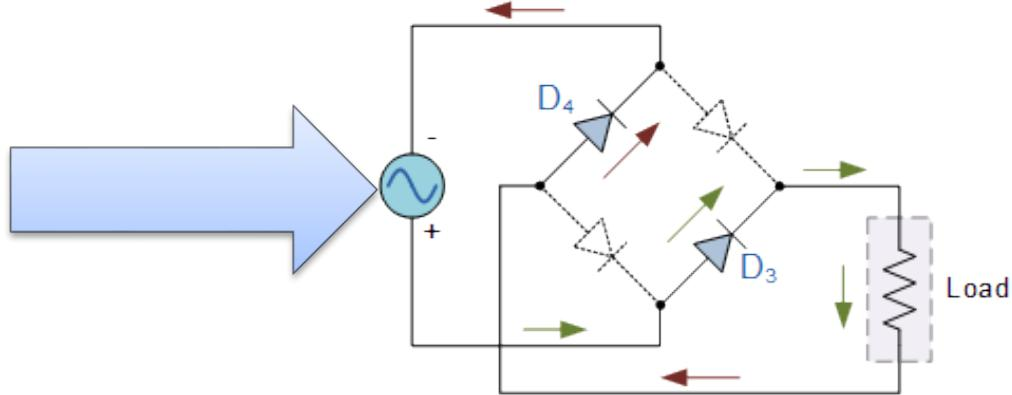 D₄
-
+
D₃
Load